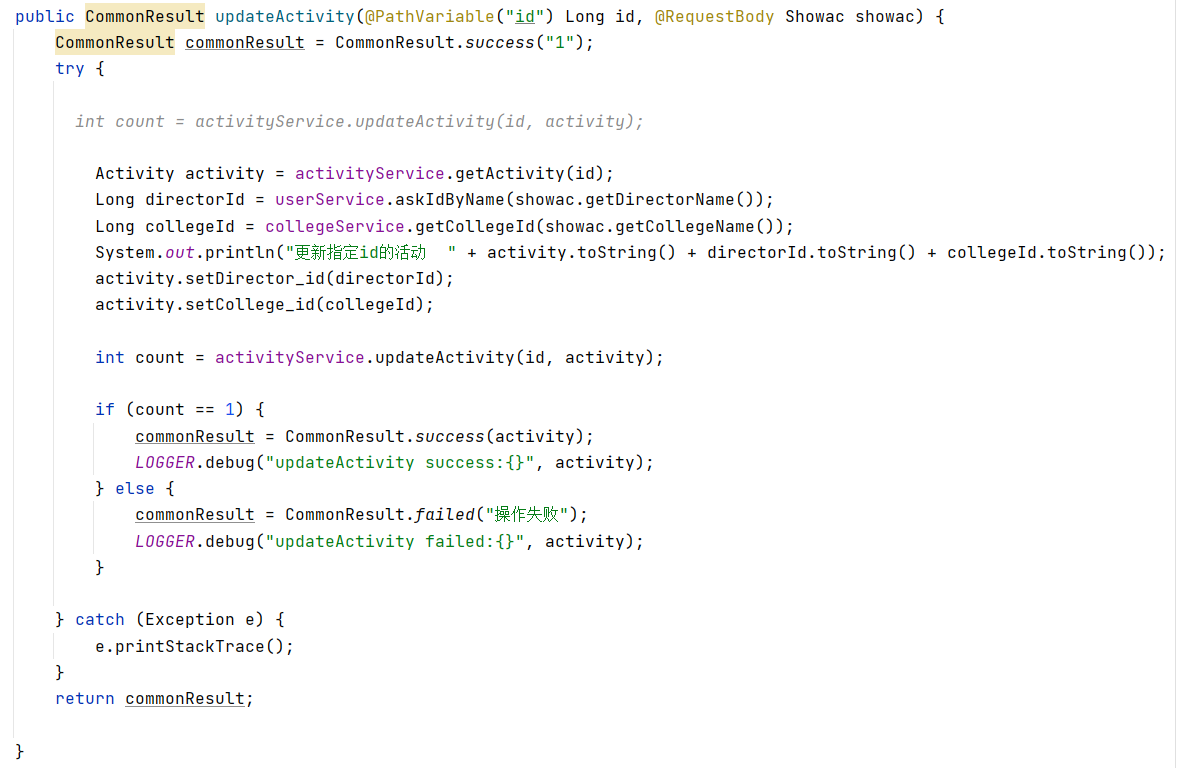 public CommonResult updateActivity(@PathVariable("id") Long id, @RequestBody Showac showac) {
CommonResult commonResult = CommonResult.success("1");
try {
int count = activityService.updateActivity(id, activity);
Activity activity = activityService.getActivity(id);
Long directorId = userService.askIdByName(showac.getDirectorName());
Long collegeId = collegeService.getCollegeId(showac.getCollegeName());
System.out.println("更新指定id的活动  " + activity.toString() + directorId.toString() + collegeId.toString());
activity.setDirector_id(directorId);
activity.setCollege_id(collegeId);
int count = activityService.updateActivity(id, activity);
if (count == 1) {
commonResult = CommonResult.success(activity);
LOGGER.debug("updateActivity success:{}", activity);
} else {
commonResult = CommonResult.failed("操作失败");
LOGGER.debug("updateActivity failed:{}", activity);
}
} catch (Exception e) {
e.printStackTrace();
}
return commonResult;
}